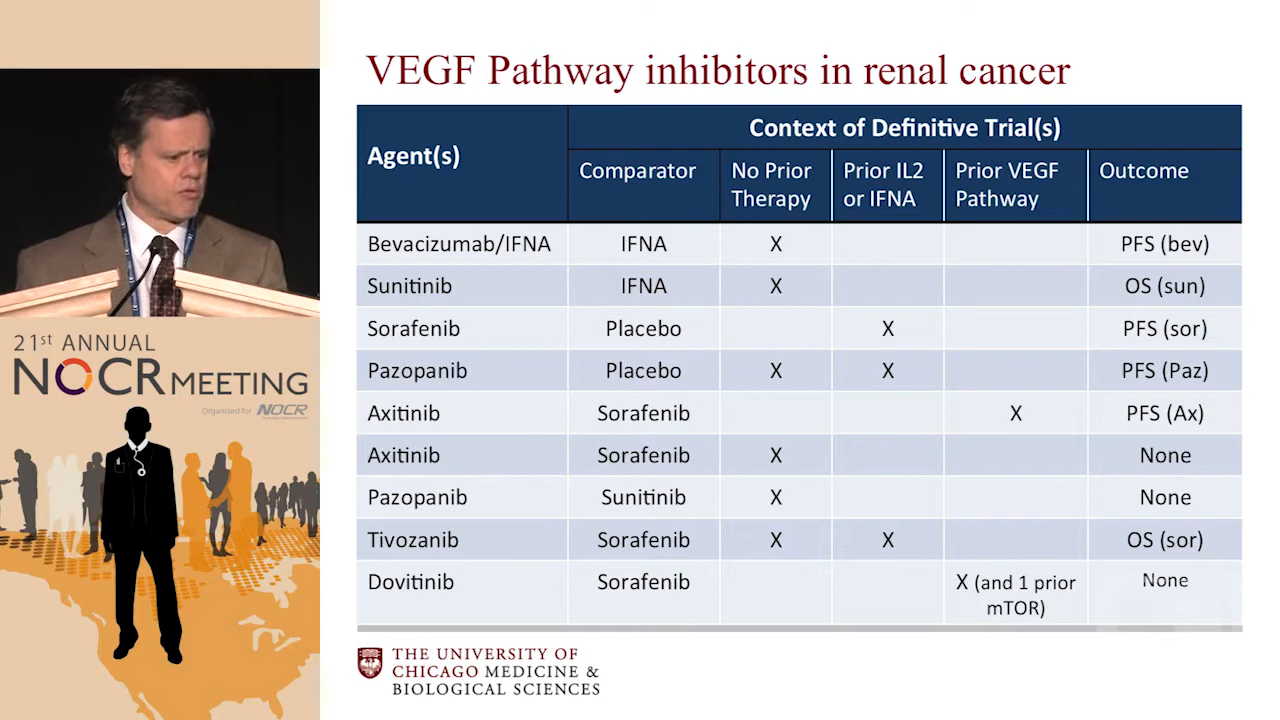 VEGF Pathway inhibitors in renal cancer
Agent(s)
Context of Definitive Trial(s)
Comparator
No Prior
Therapy
Prior IL2
or IFNA
Prior VEGF
Pathway
Outcome
Bevacizumab/IFNA IFNA X PFS (bev)
Sunitinib IFNA X OS (sun)
Sorafenib Placebo X PFS (sor)
Pazopanib Placebo X X PFS (Paz)
Axitinib Sorafenib X PFS (Ax)
Axitinib Sorafenib X None
Pazopanib Sunitinib X None
Tivozanib Sorafenib X X OS (sor)
Dovitinib Sorafenib X (and 1 prior
mTOR)
None
21st ANNUAL
NOCR MEETING
Organized for NOCR
THE UNIVERSITY OF
CHICAGO MEDICINE &
BIOLOGICAL SCIENCES